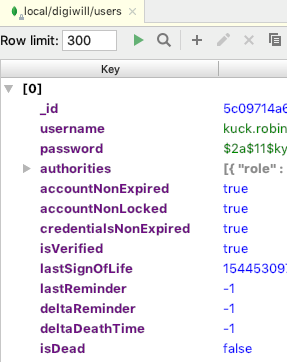 local/digiwill/users
Row limit: 300
Key
[0]
_id 5c09714a6
username kuck.robin
password $2a$11$ky
authorities [{ "role" :
accountNonExpired true
accountNonLocked true
credentialsNonExpired true
isVerified true
lastSignOfLife 154453097
lastReminder -1
deltaReminder -1
deltaDeathTime -1
isDead false